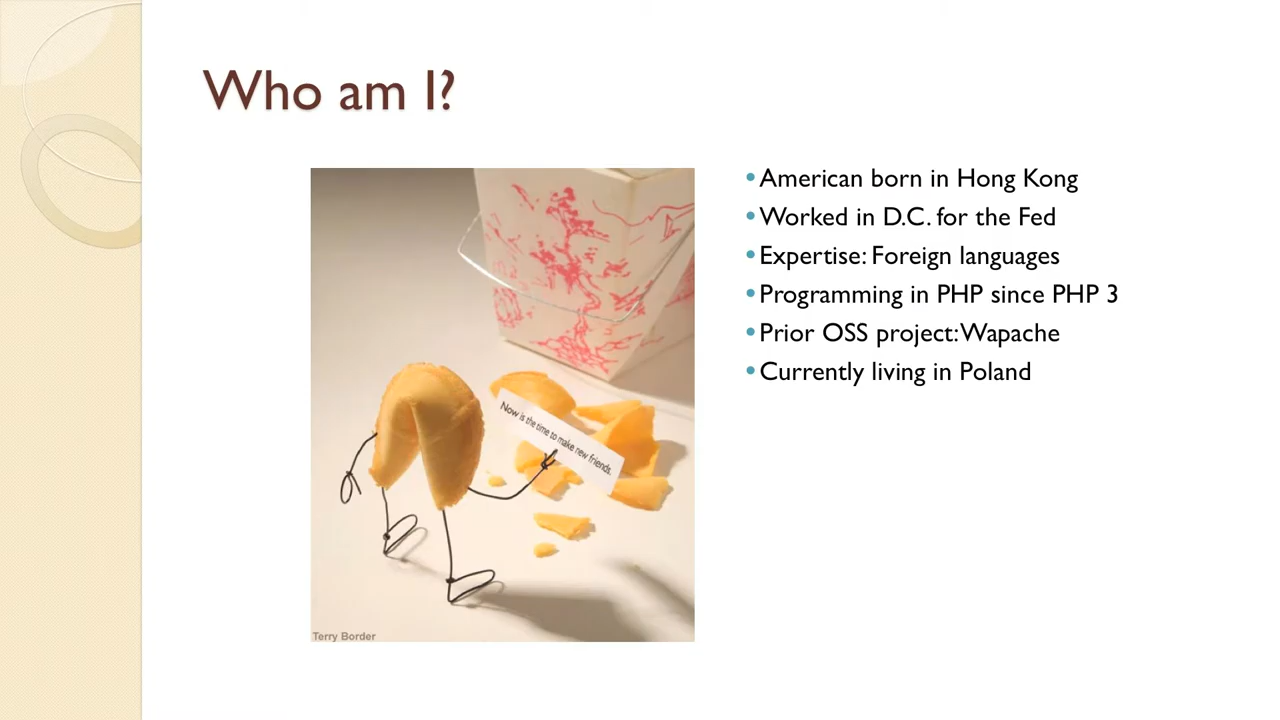 Who am I?
American born in Hong Kong
Worked in D.C. for the Fed
Expertise: Foreign languages
Programming in PHP since PHP 3
Prior OSS project: Wapache
Currently living in Poland
Now is the time to make new friends.
Terry Border